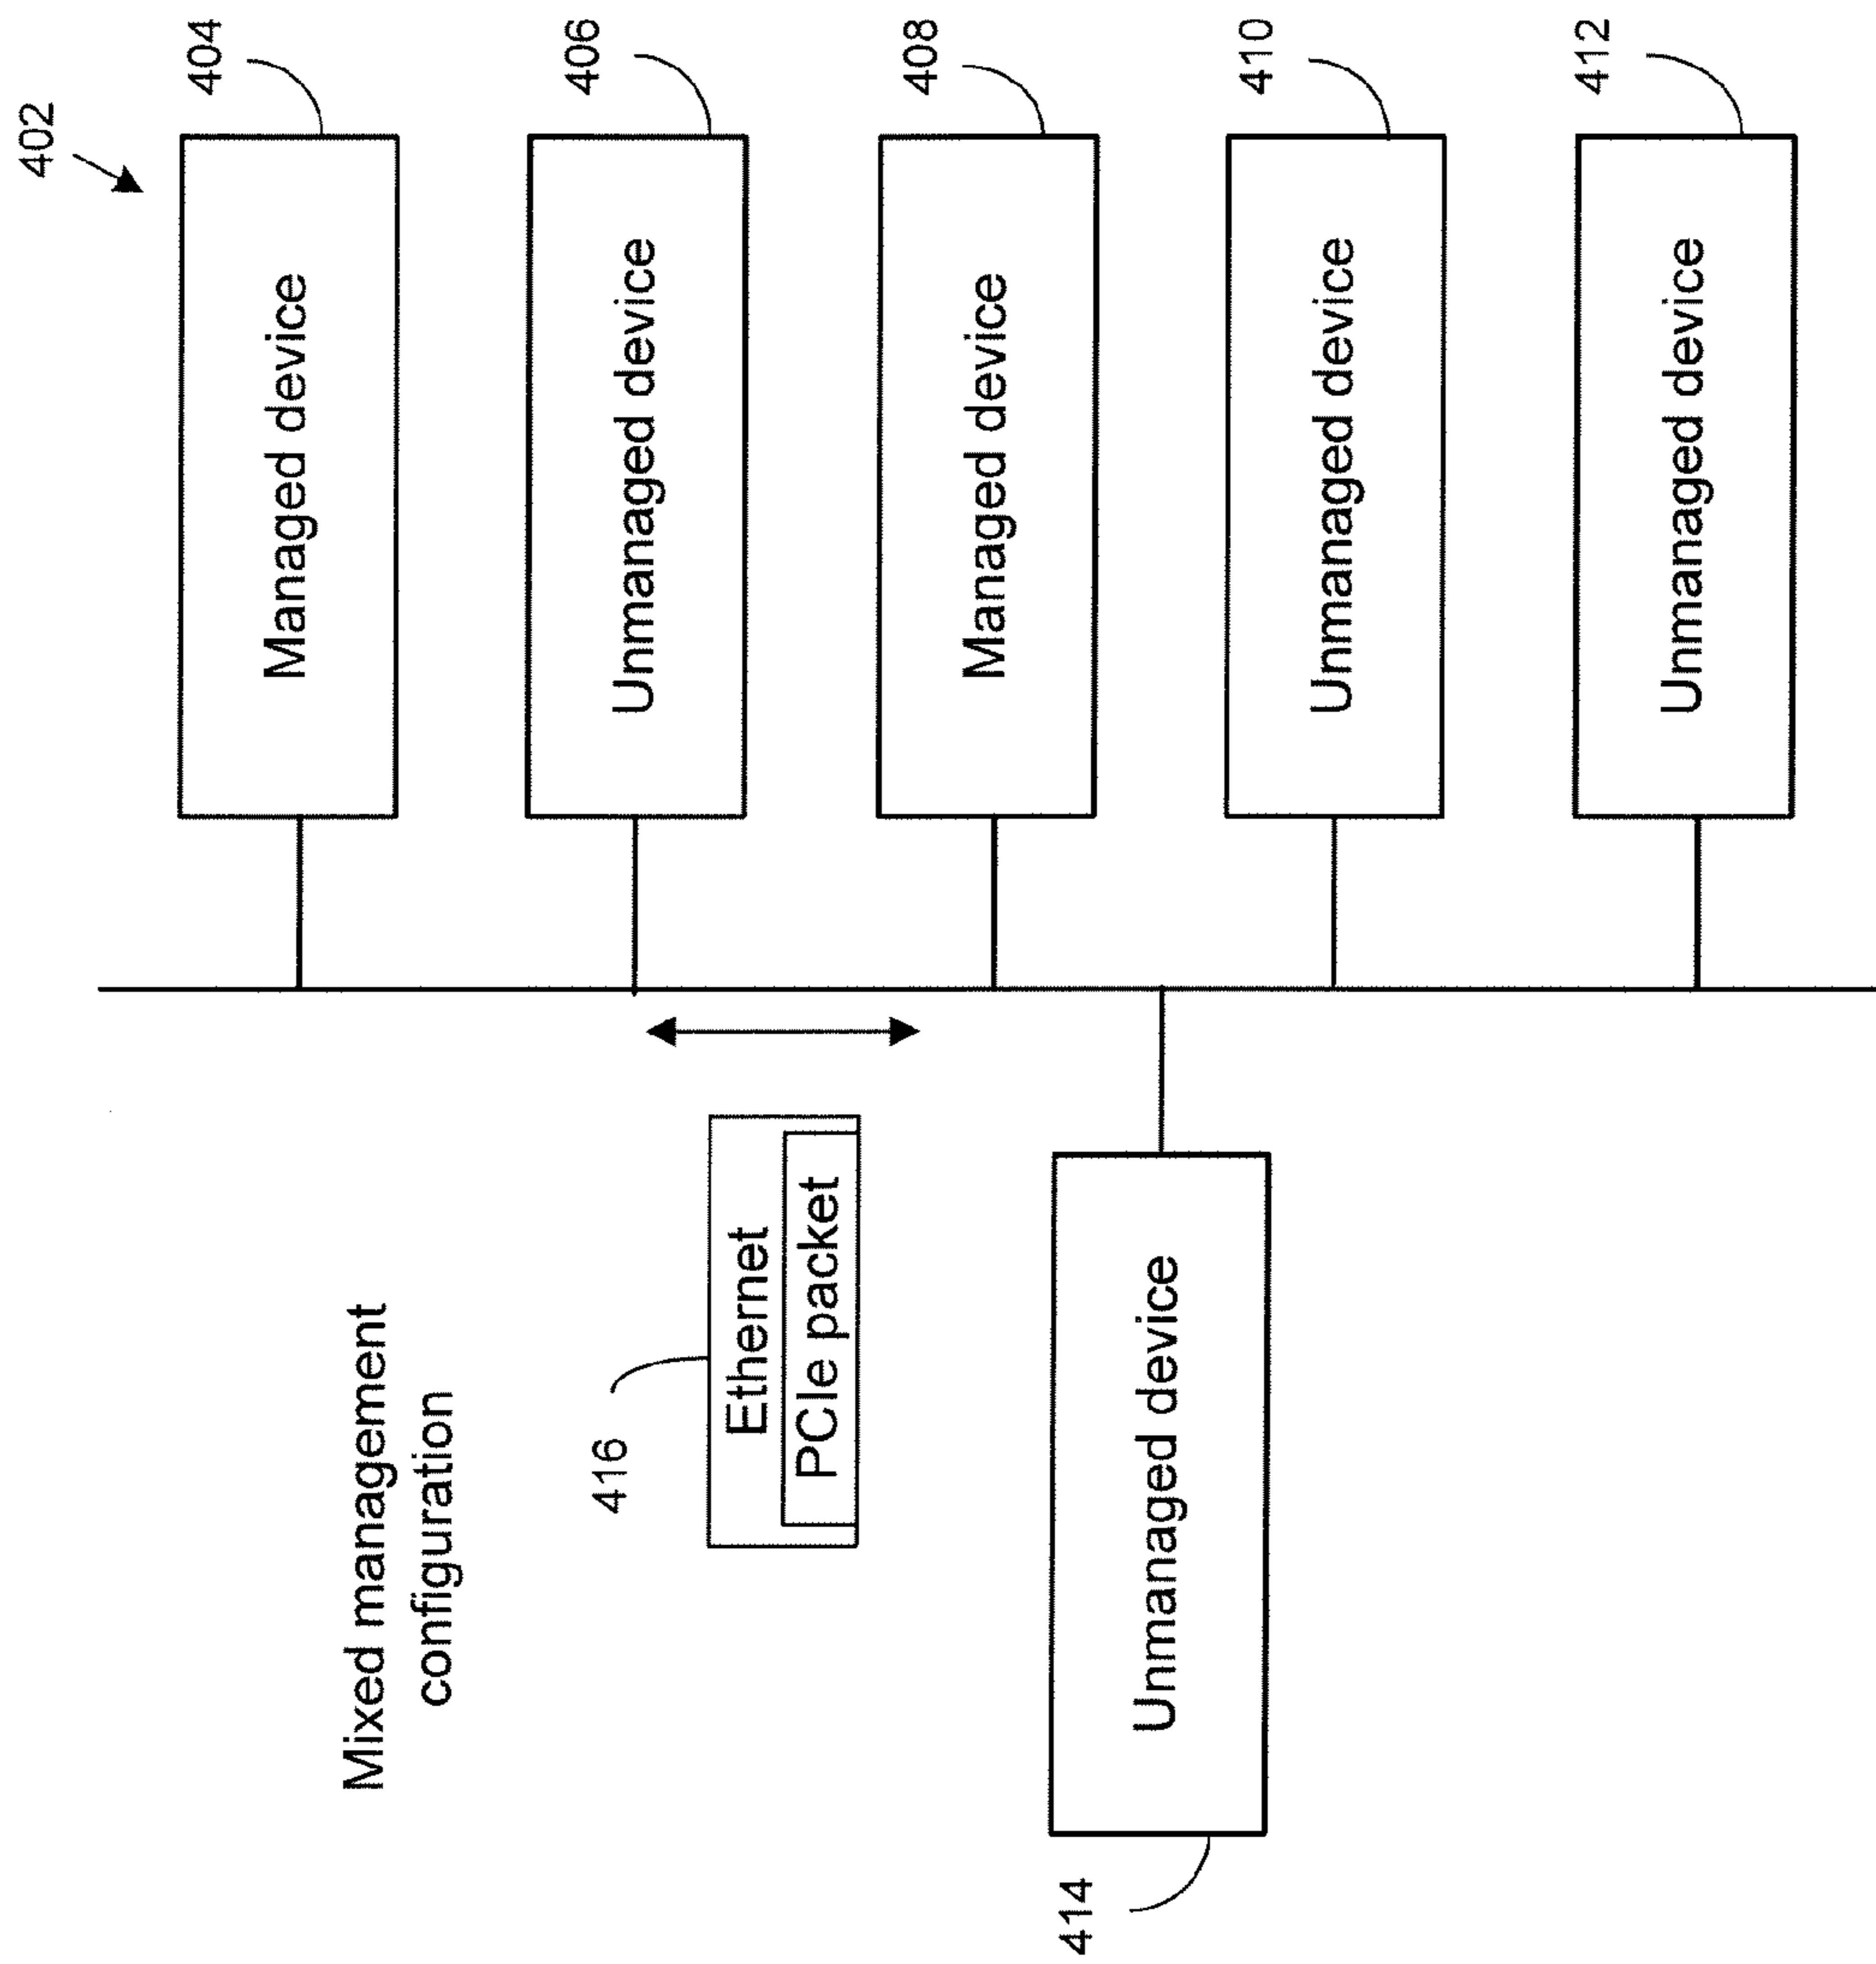 Mixed management
configuration
402
404
Managed device
406
Unmanaged device
408
Managed device
410
Unmanaged device
412
Unmanaged device
416
Ethernet
PCIe packet
414
Unmanaged device